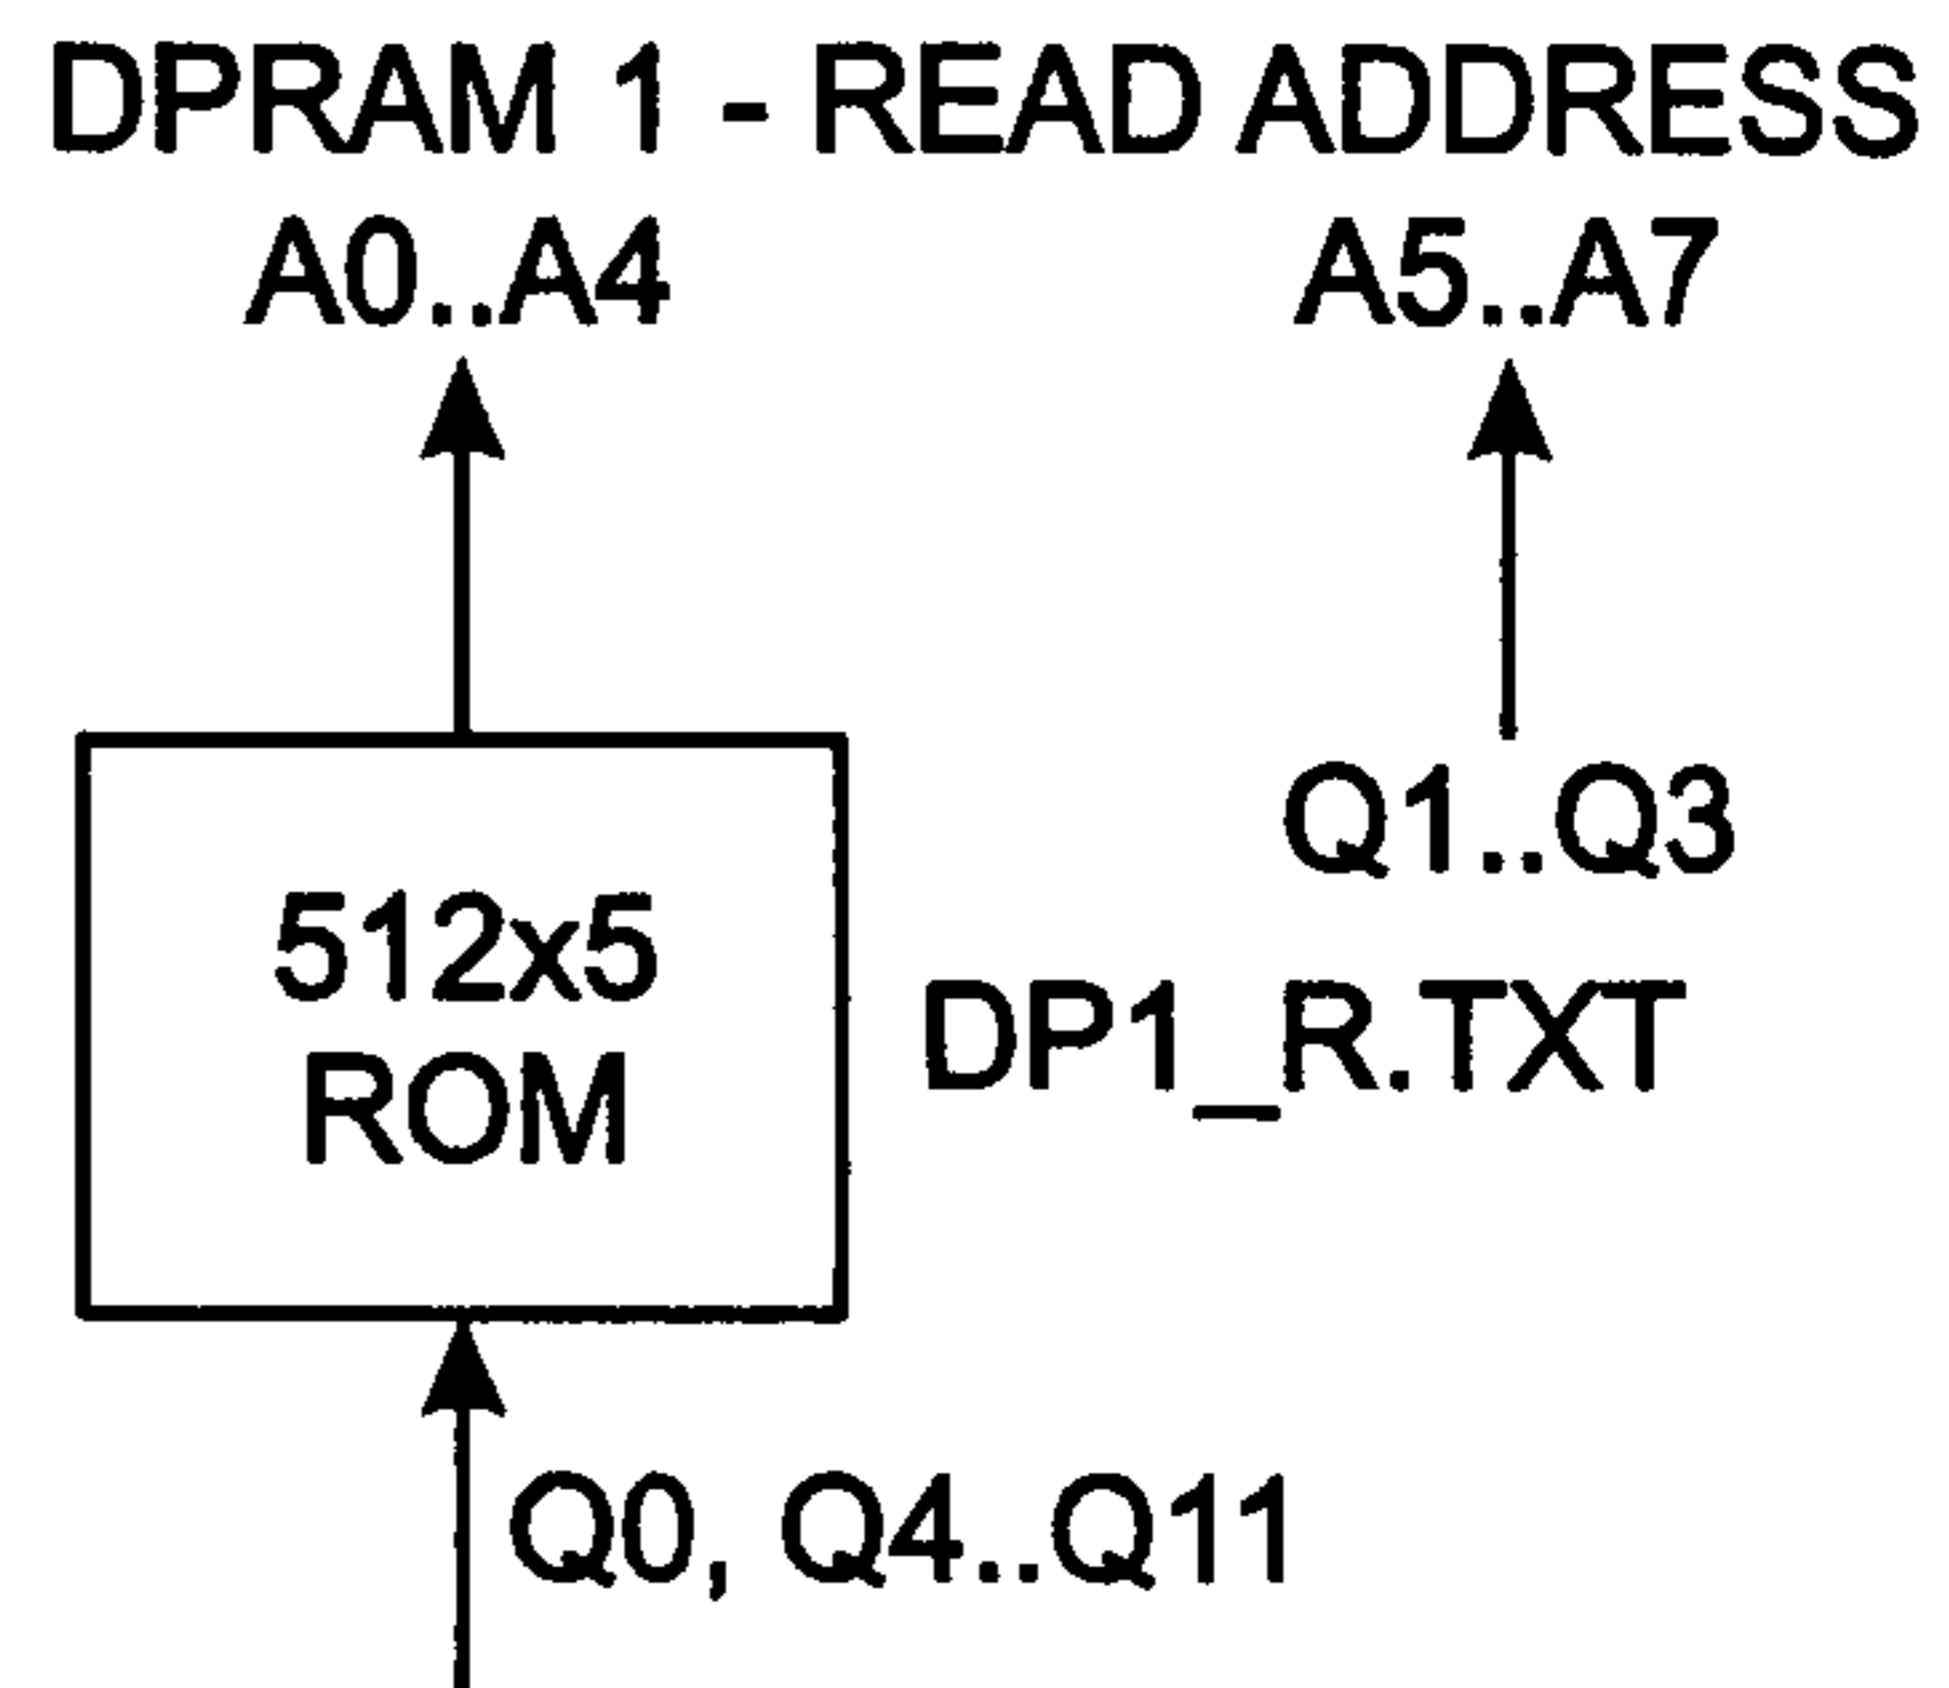 DPRAM 1 - READ ADDRESS
A0..A4 A5..A7
Q1..Q3
512x5
ROM
DP1_R.TXT
Q0, Q4..Q11